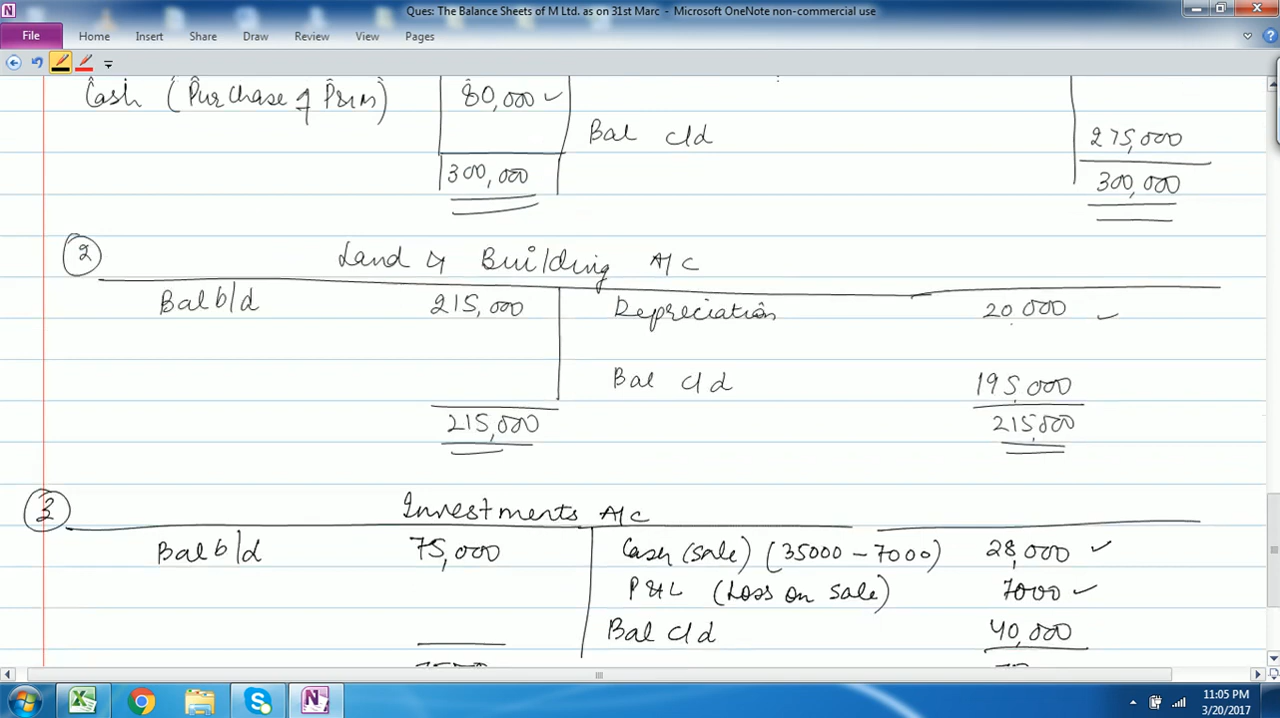 Ques: The Balance Sheets of M Ltd. as on 31st Marc - Microsoft OneNote non-commercial use
File Home Insert Share Draw Review View Pages
Cash (Purchase of P&M) 80,000 ✓
Bal c/d 275,000
300,000 300,000
2 Land & Building A/C
Bal b/d 215,000 Depreciation 20,000 ✓
Bal c/d 195,000
215,000 215,000
3 Investments A/C
Bal b/d 75,000 Cash (sale) (35000 - 7000) 28,000 ✓
P&L (Loss on sale) 7000 ✓
Bal c/d 40,000
11:05 PM
3/20/2017